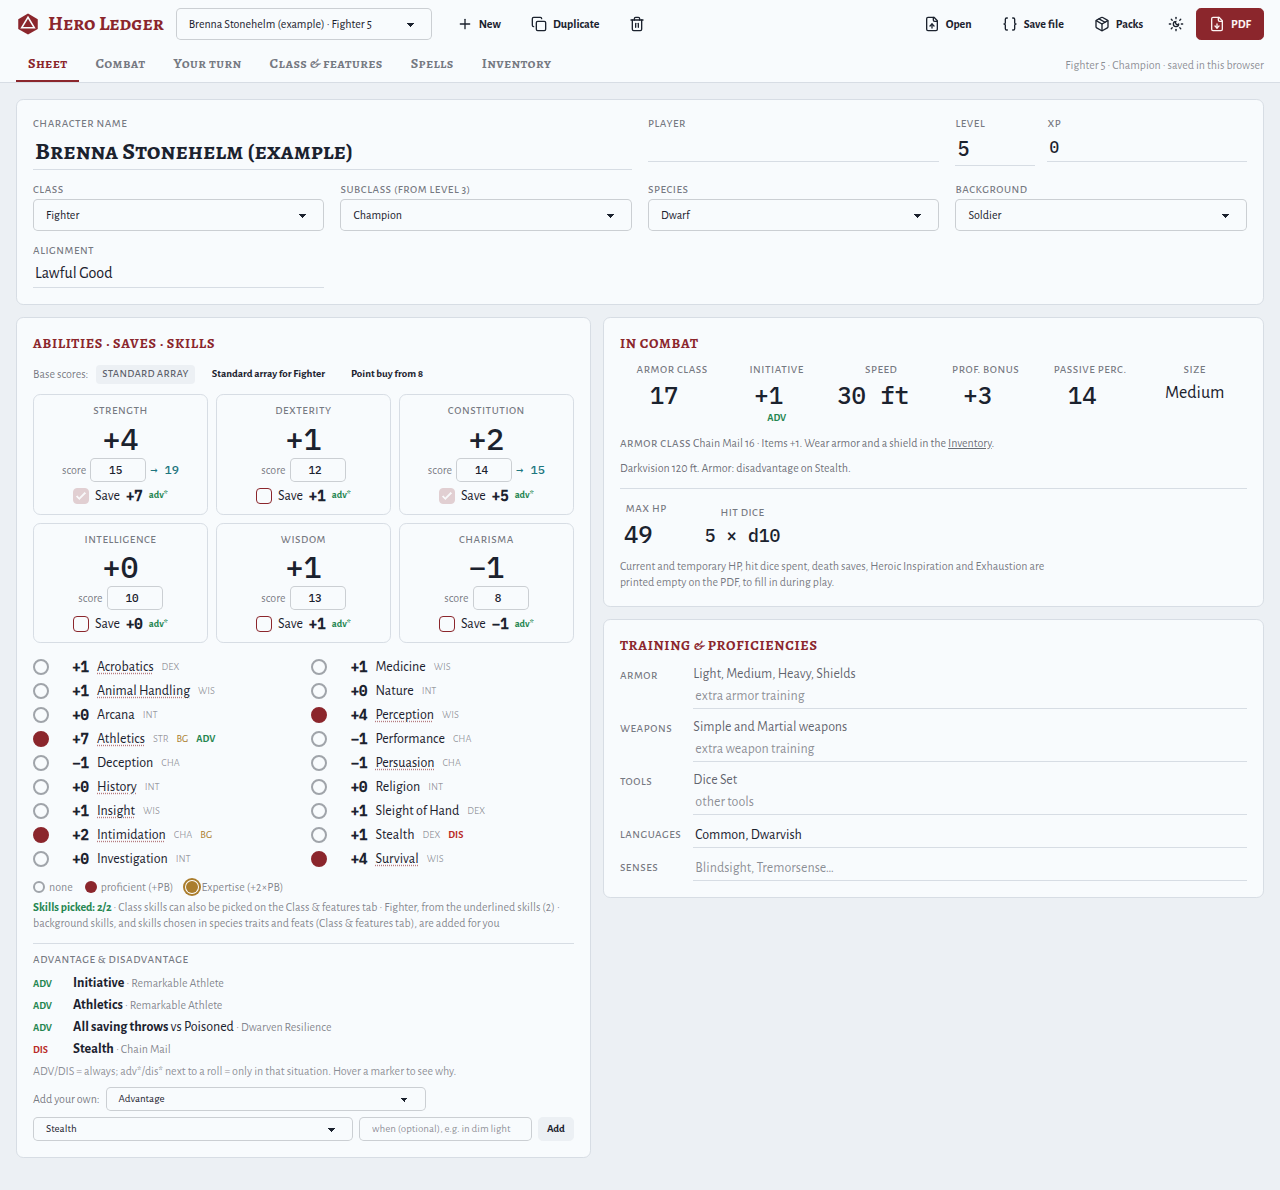 HERO LEDGER
Brenna Stonehelm (example) · Fighter 5
New
Duplicate
Open
Save file
Packs
PDF
SHEET
COMBAT
YOUR TURN
CLASS & FEATURES
SPELLS
INVENTORY
Fighter 5 · Champion · saved in this browser
CHARACTER NAME
PLAYER
LEVEL
XP
BRENNA STONEHELM (EXAMPLE)
5
0
CLASS
SUBCLASS (FROM LEVEL 3)
SPECIES
BACKGROUND
Fighter
Champion
Dwarf
Soldier
ALIGNMENT
Lawful Good
ABILITIES · SAVES · SKILLS
Base scores: STANDARD ARRAY Standard array for Fighter Point buy from 8
STRENGTH
+4
score 15 → 19
Save +7 adv*
DEXTERITY
+1
score 12
Save +1 adv*
CONSTITUTION
+2
score 14 → 15
Save +5 adv*
INTELLIGENCE
+0
score 10
Save +0 adv*
WISDOM
+1
score 13
Save +1 adv*
CHARISMA
−1
score 8
Save −1 adv*
+1 Acrobatics DEX
+1 Animal Handling WIS
+0 Arcana INT
+7 Athletics STR BG ADV
−1 Deception CHA
+0 History INT
+1 Insight WIS
+2 Intimidation CHA BG
+0 Investigation INT
+1 Medicine WIS
+0 Nature INT
+4 Perception WIS
−1 Performance CHA
−1 Persuasion CHA
+0 Religion INT
+1 Sleight of Hand DEX
+1 Stealth DEX DIS
+4 Survival WIS
none proficient (+PB) Expertise (+2×PB)
Skills picked: 2/2 · Class skills can also be picked on the Class & features tab · Fighter, from the underlined skills (2) ·
background skills, and skills chosen in species traits and feats (Class & features tab), are added for you
ADVANTAGE & DISADVANTAGE
ADV Initiative · Remarkable Athlete
ADV Athletics · Remarkable Athlete
ADV All saving throws vs Poisoned · Dwarven Resilience
DIS Stealth · Chain Mail
ADV/DIS = always; adv*/dis* next to a roll = only in that situation. Hover a marker to see why.
Add your own: Advantage
Stealth
when (optional), e.g. in dim light
Add
IN COMBAT
ARMOR CLASS
17
INITIATIVE
+1
ADV
SPEED
30 ft
PROF. BONUS
+3
PASSIVE PERC.
14
SIZE
Medium
ARMOR CLASS Chain Mail 16 · Items +1. Wear armor and a shield in the Inventory.
Darkvision 120 ft. Armor: disadvantage on Stealth.
MAX HP
49
HIT DICE
5 × d10
Current and temporary HP, hit dice spent, death saves, Heroic Inspiration and Exhaustion are
printed empty on the PDF, to fill in during play.
TRAINING & PROFICIENCIES
ARMOR
Light, Medium, Heavy, Shields
extra armor training
WEAPONS
Simple and Martial weapons
extra weapon training
TOOLS
Dice Set
other tools
LANGUAGES
Common, Dwarvish
SENSES
Blindsight, Tremorsense…